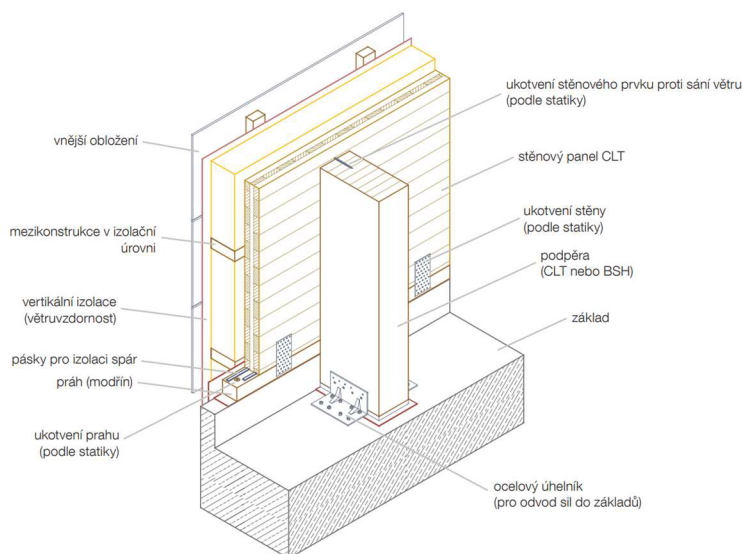 vnější obložení
mezikonstrukce v izolační
úrovni
vertikální izolace
(větruvzdornost)
pásky pro izolaci spár
práh (modřín)
ukotvení prahu
(podle statiky)
ukotvení stěnového prvku proti sání větru
(podle statiky)
stěnový panel CLT
ukotvení stěny
(podle statiky)
podpěra
(CLT nebo BSH)
základ
ocelový úhelník
(pro odvod sil do základů)